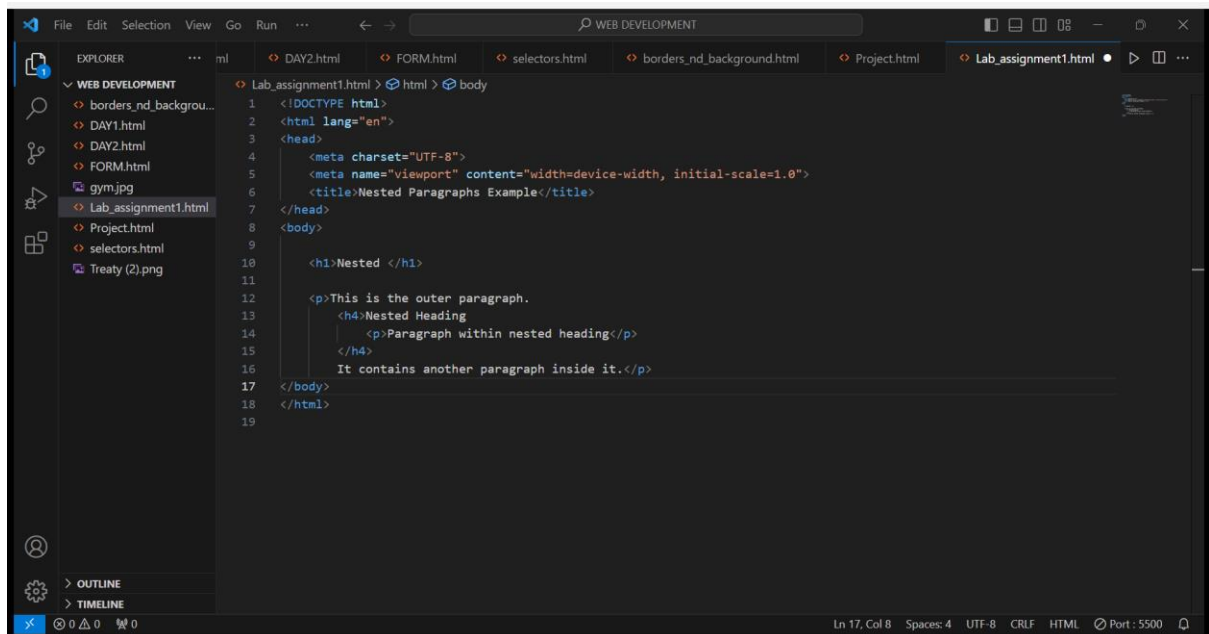 File Edit Selection View Go Run ... WEB DEVELOPMENT
EXPLORER ... ml DAY2.html FORM.html selectors.html borders_nd_background.html Project.html Lab_assignment1.html ...
WEB DEVELOPMENT
borders_nd_backgrou...
DAY1.html
DAY2.html
FORM.html
gym.jpg
Lab_assignment1.html
Project.html
selectors.html
Treaty (2).png
OUTLINE
TIMELINE
1
Lab_assignment1.html > html > body
1 <!DOCTYPE html>
2 <html lang="en">
3 <head>
4 <meta charset="UTF-8">
5 <meta name="viewport" content="width=device-width, initial-scale=1.0">
6 <title>Nested Paragraphs Example</title>
7 </head>
8 <body>
9
10 <h1>Nested </h1>
11
12 <p>This is the outer paragraph.
13 <h4>Nested Heading
14 <p>Paragraph within nested heading</p>
15 </h4>
16 It contains another paragraph inside it.</p>
17 </body>
18 </html>
19
0 0 0 Ln 17, Col 8 Spaces: 4 UTF-8 CRLF HTML Port : 5500